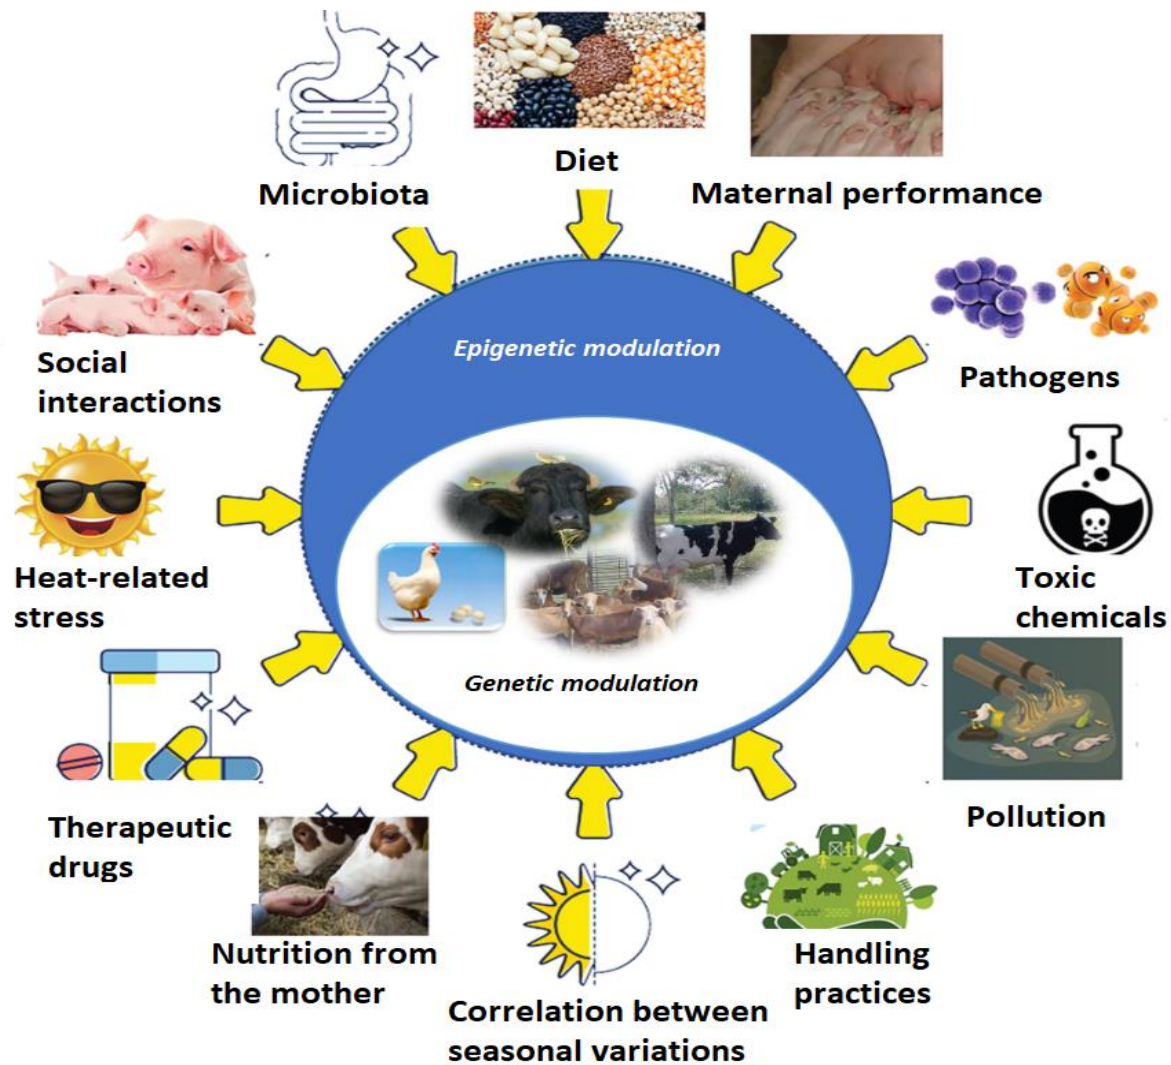 Diet
Microbiota
Maternal performance
Epigenetic modulation
Social
interactions
Pathogens
Heat-related
stress
Toxic
chemicals
Genetic modulation
Therapeutic
drugs
Pollution
Nutrition from
the mother
Handling
practices
Correlation between
seasonal variations